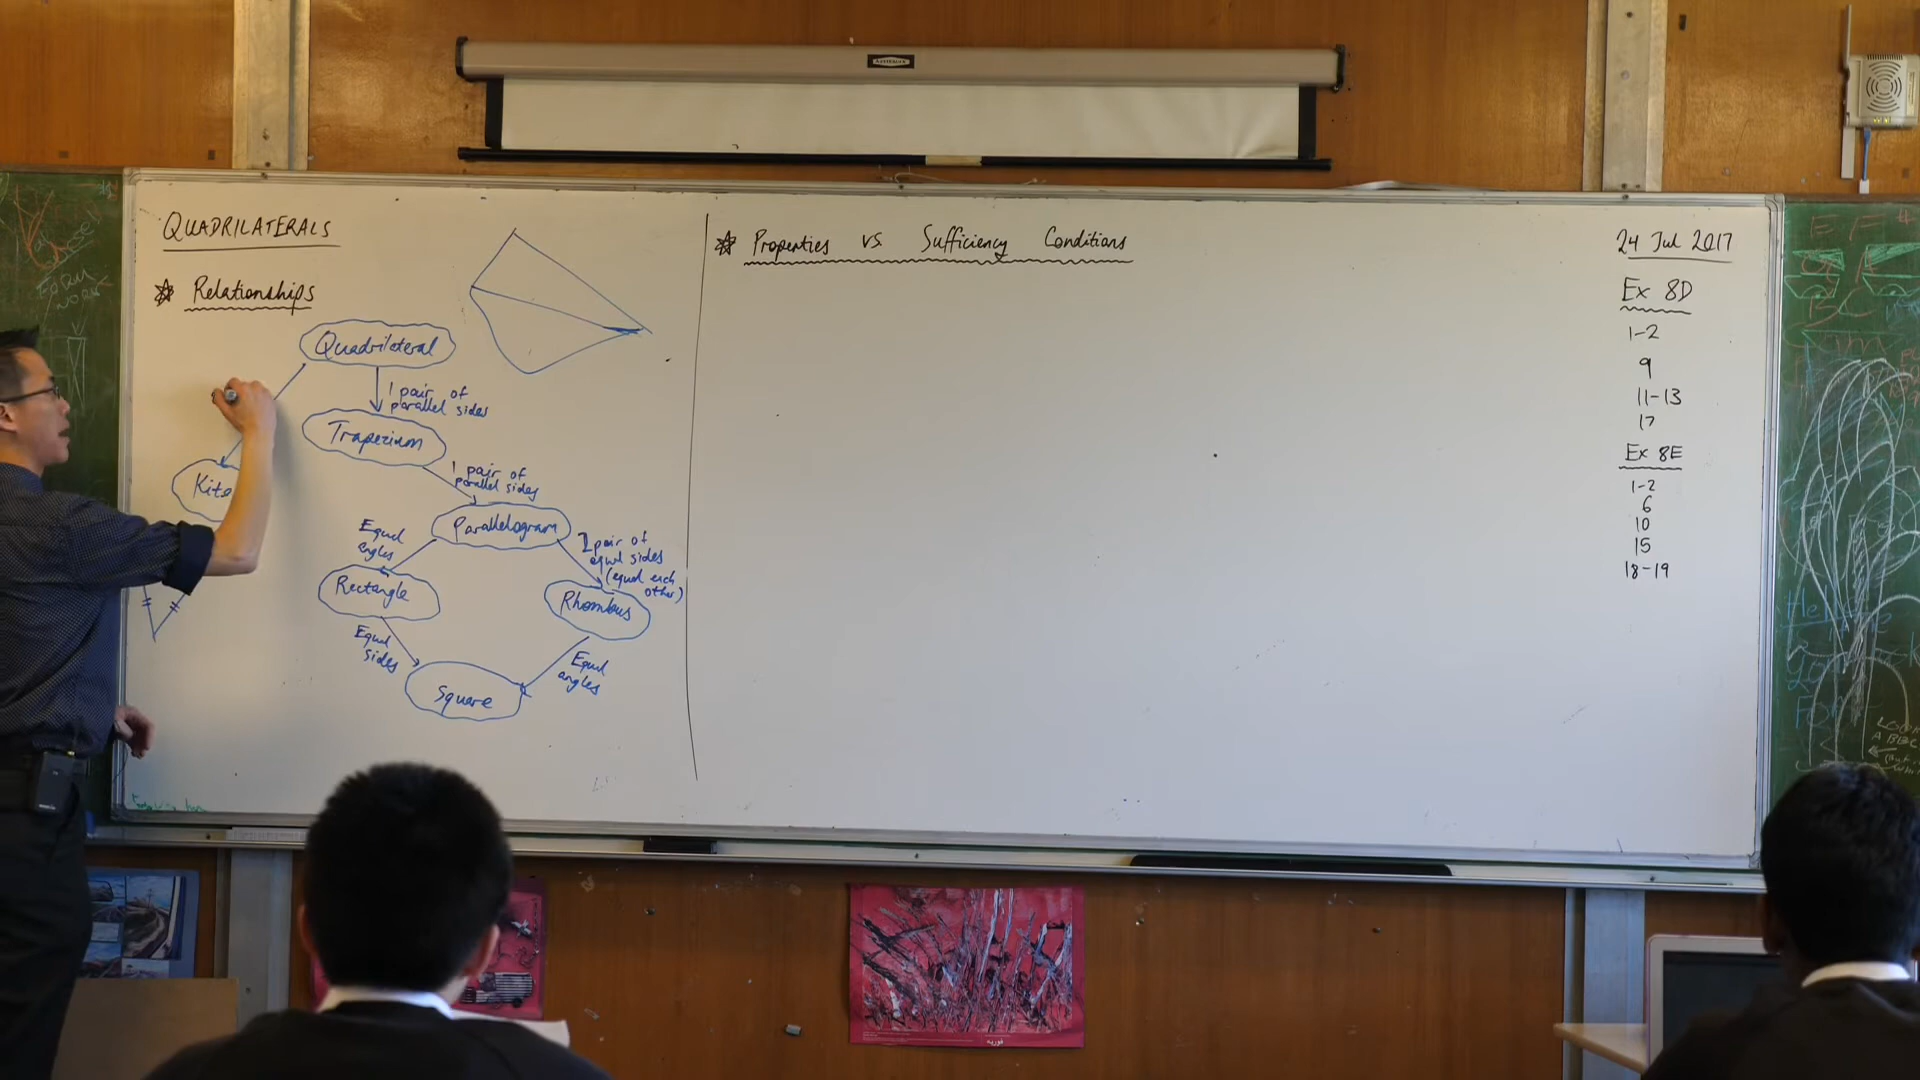 QUADRILATERALS
Relationships
Quadrilateral
1 pair of
parallel sides
Trapezium
1 pair of
parallel sides
Kite
Parallelogram
Equal
angles
1 pair of
equal sides
(equal each
other)
Rectangle
Rhombus
Equal
sides
Equal
angles
Square
Properties vs. Sufficiency Conditions
24 Jul 2017
Ex 8D
1-2
9
11-13
17
Ex 8E
1-2
6
10
15
18-19